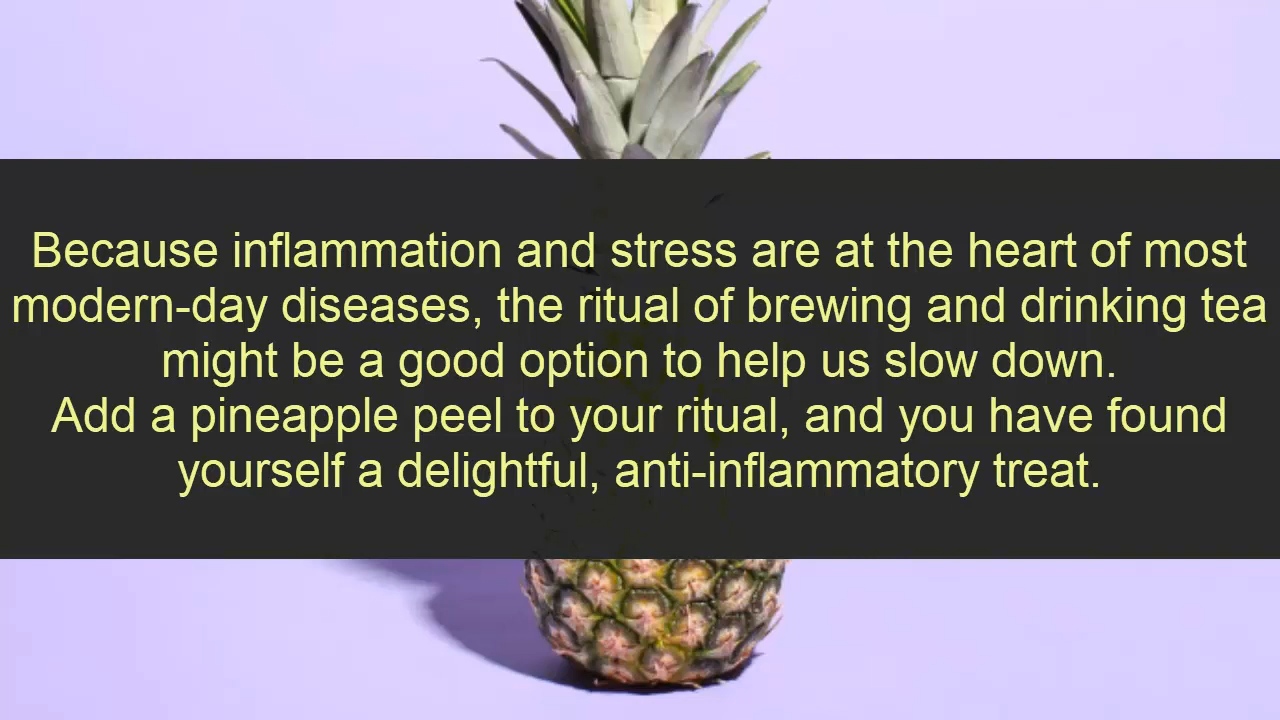 Because inflammation and stress are at the heart of most
modern-day diseases, the ritual of brewing and drinking tea
might be a good option to help us slow down.
Add a pineapple peel to your ritual, and you have found
yourself a delightful, anti-inflammatory treat.